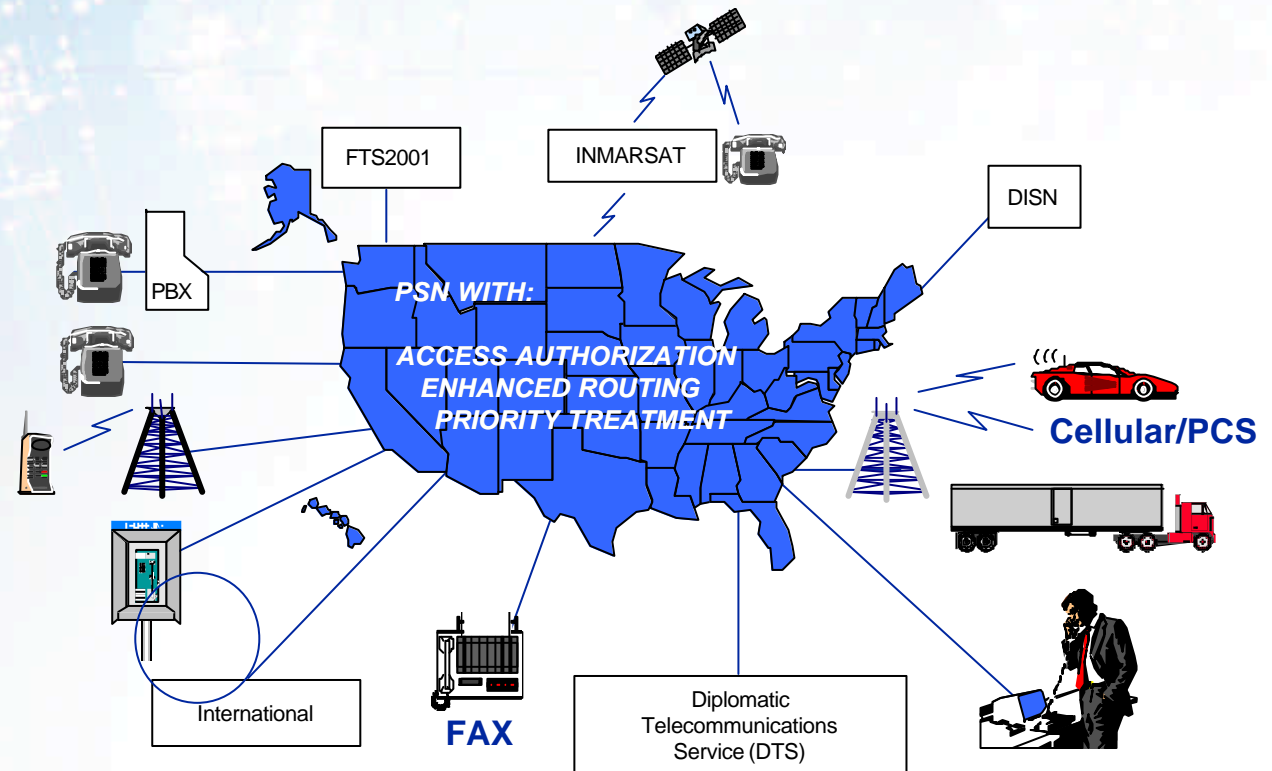 FTS2001
INMARSAT
DISN
PBX
PSN WITH:
ACCESS AUTHORIZATION
ENHANCED ROUTING
PRIORITY TREATMENT
Cellular/PCS
International
FAX
Diplomatic
Telecommunications
Service (DTS)